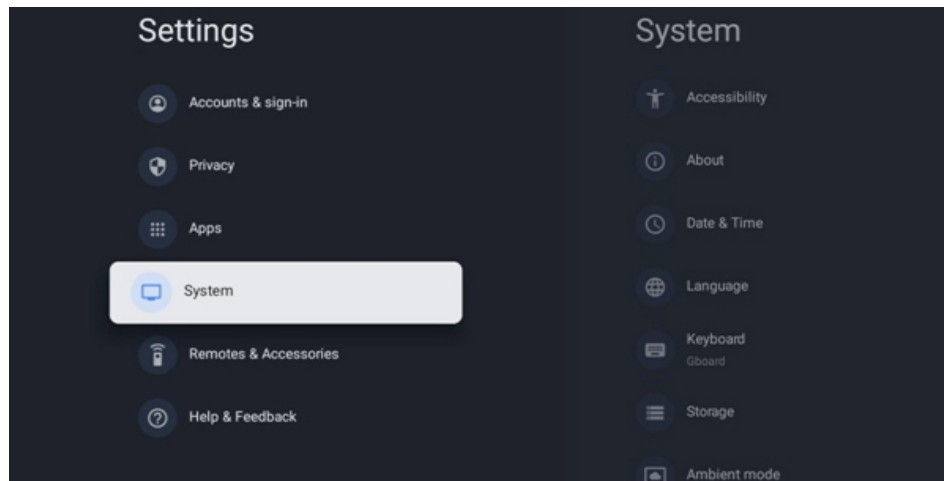 Settings
Accounts & sign-in
Privacy
Apps
System
Remotes & Accessories
Help & Feedback
System
Accessibility
About
Date & Time
Language
Keyboard
Gboard
Storage
Ambient mode